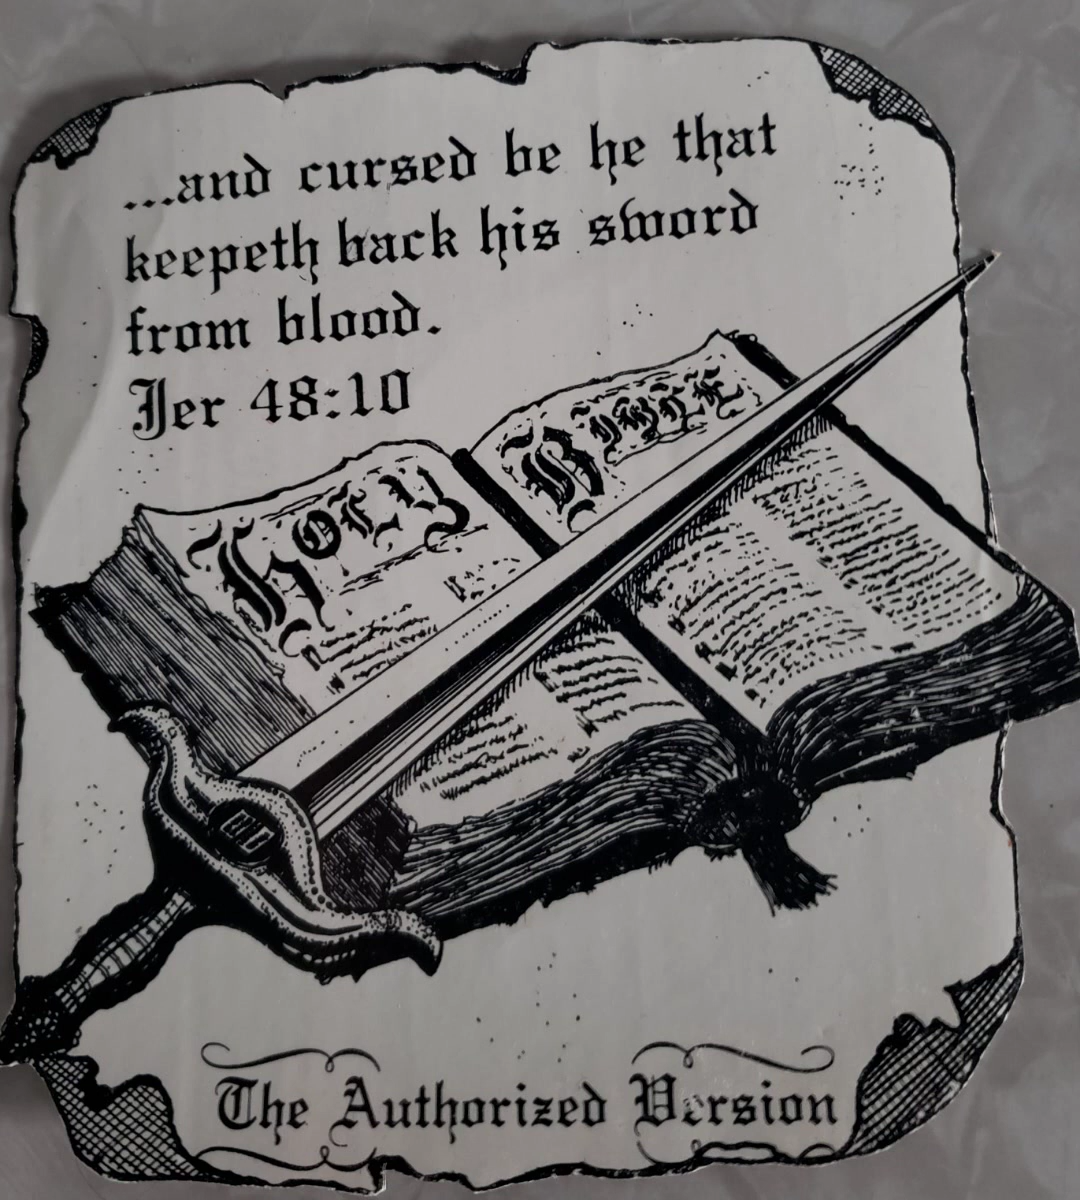 ...and cursed be he that
keepeth back his sword
from blood.
Jer 48:10
Holy Bible
The Authorized Version